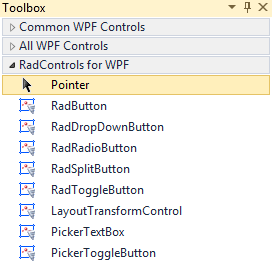 Toolbox
Common WPF Controls
All WPF Controls
RadControls for WPF
Pointer
RadButton
RadDropDownButton
RadRadioButton
RadSplitButton
RadToggleButton
LayoutTransformControl
PickerTextBox
PickerToggleButton